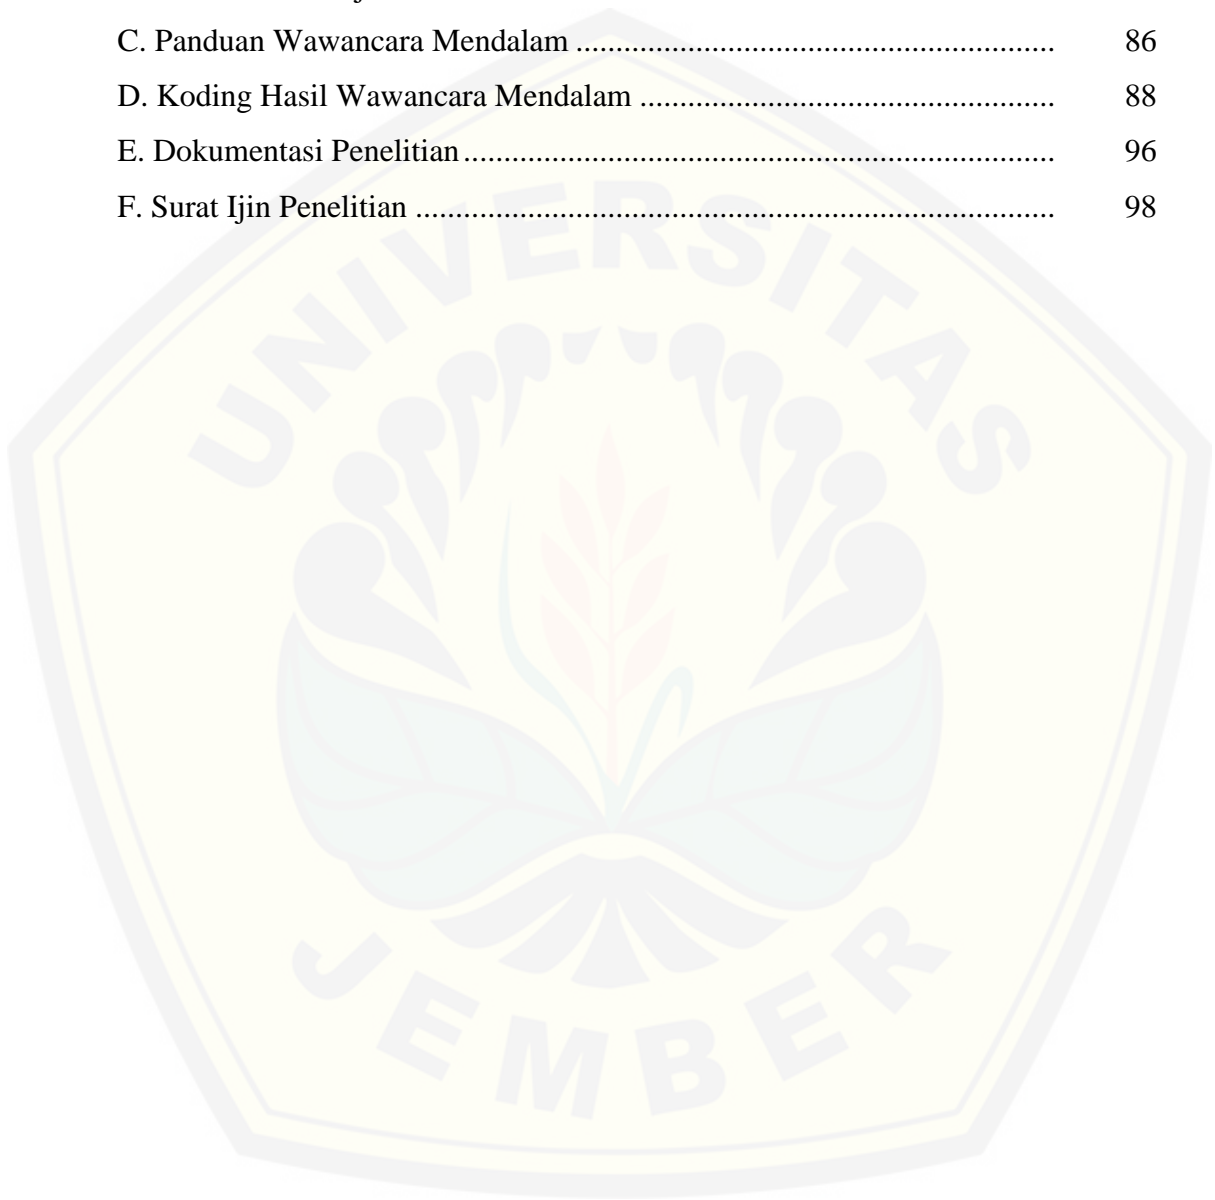 C. Panduan Wawancara Mendalam ........................................................... 86
D. Koding Hasil Wawancara Mendalam ................................................... 88
E. Dokumentasi Penelitian ......................................................................... 96
F. Surat Ijin Penelitian ............................................................................... 98
UNIVERSITAS
JEMBER